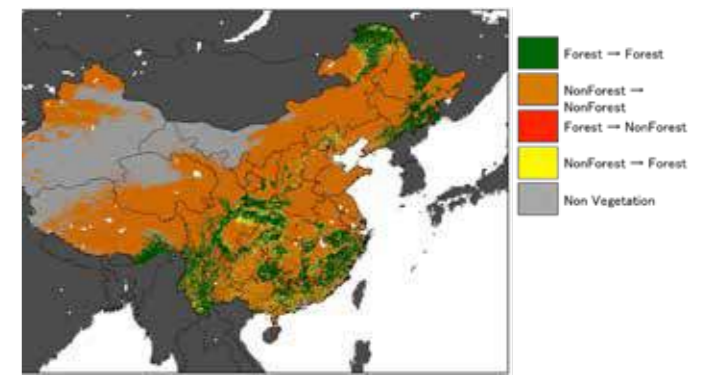 Forest → Forest
NonForest →
NonForest
Forest → NonForest
NonForest → Forest
Non Vegetation